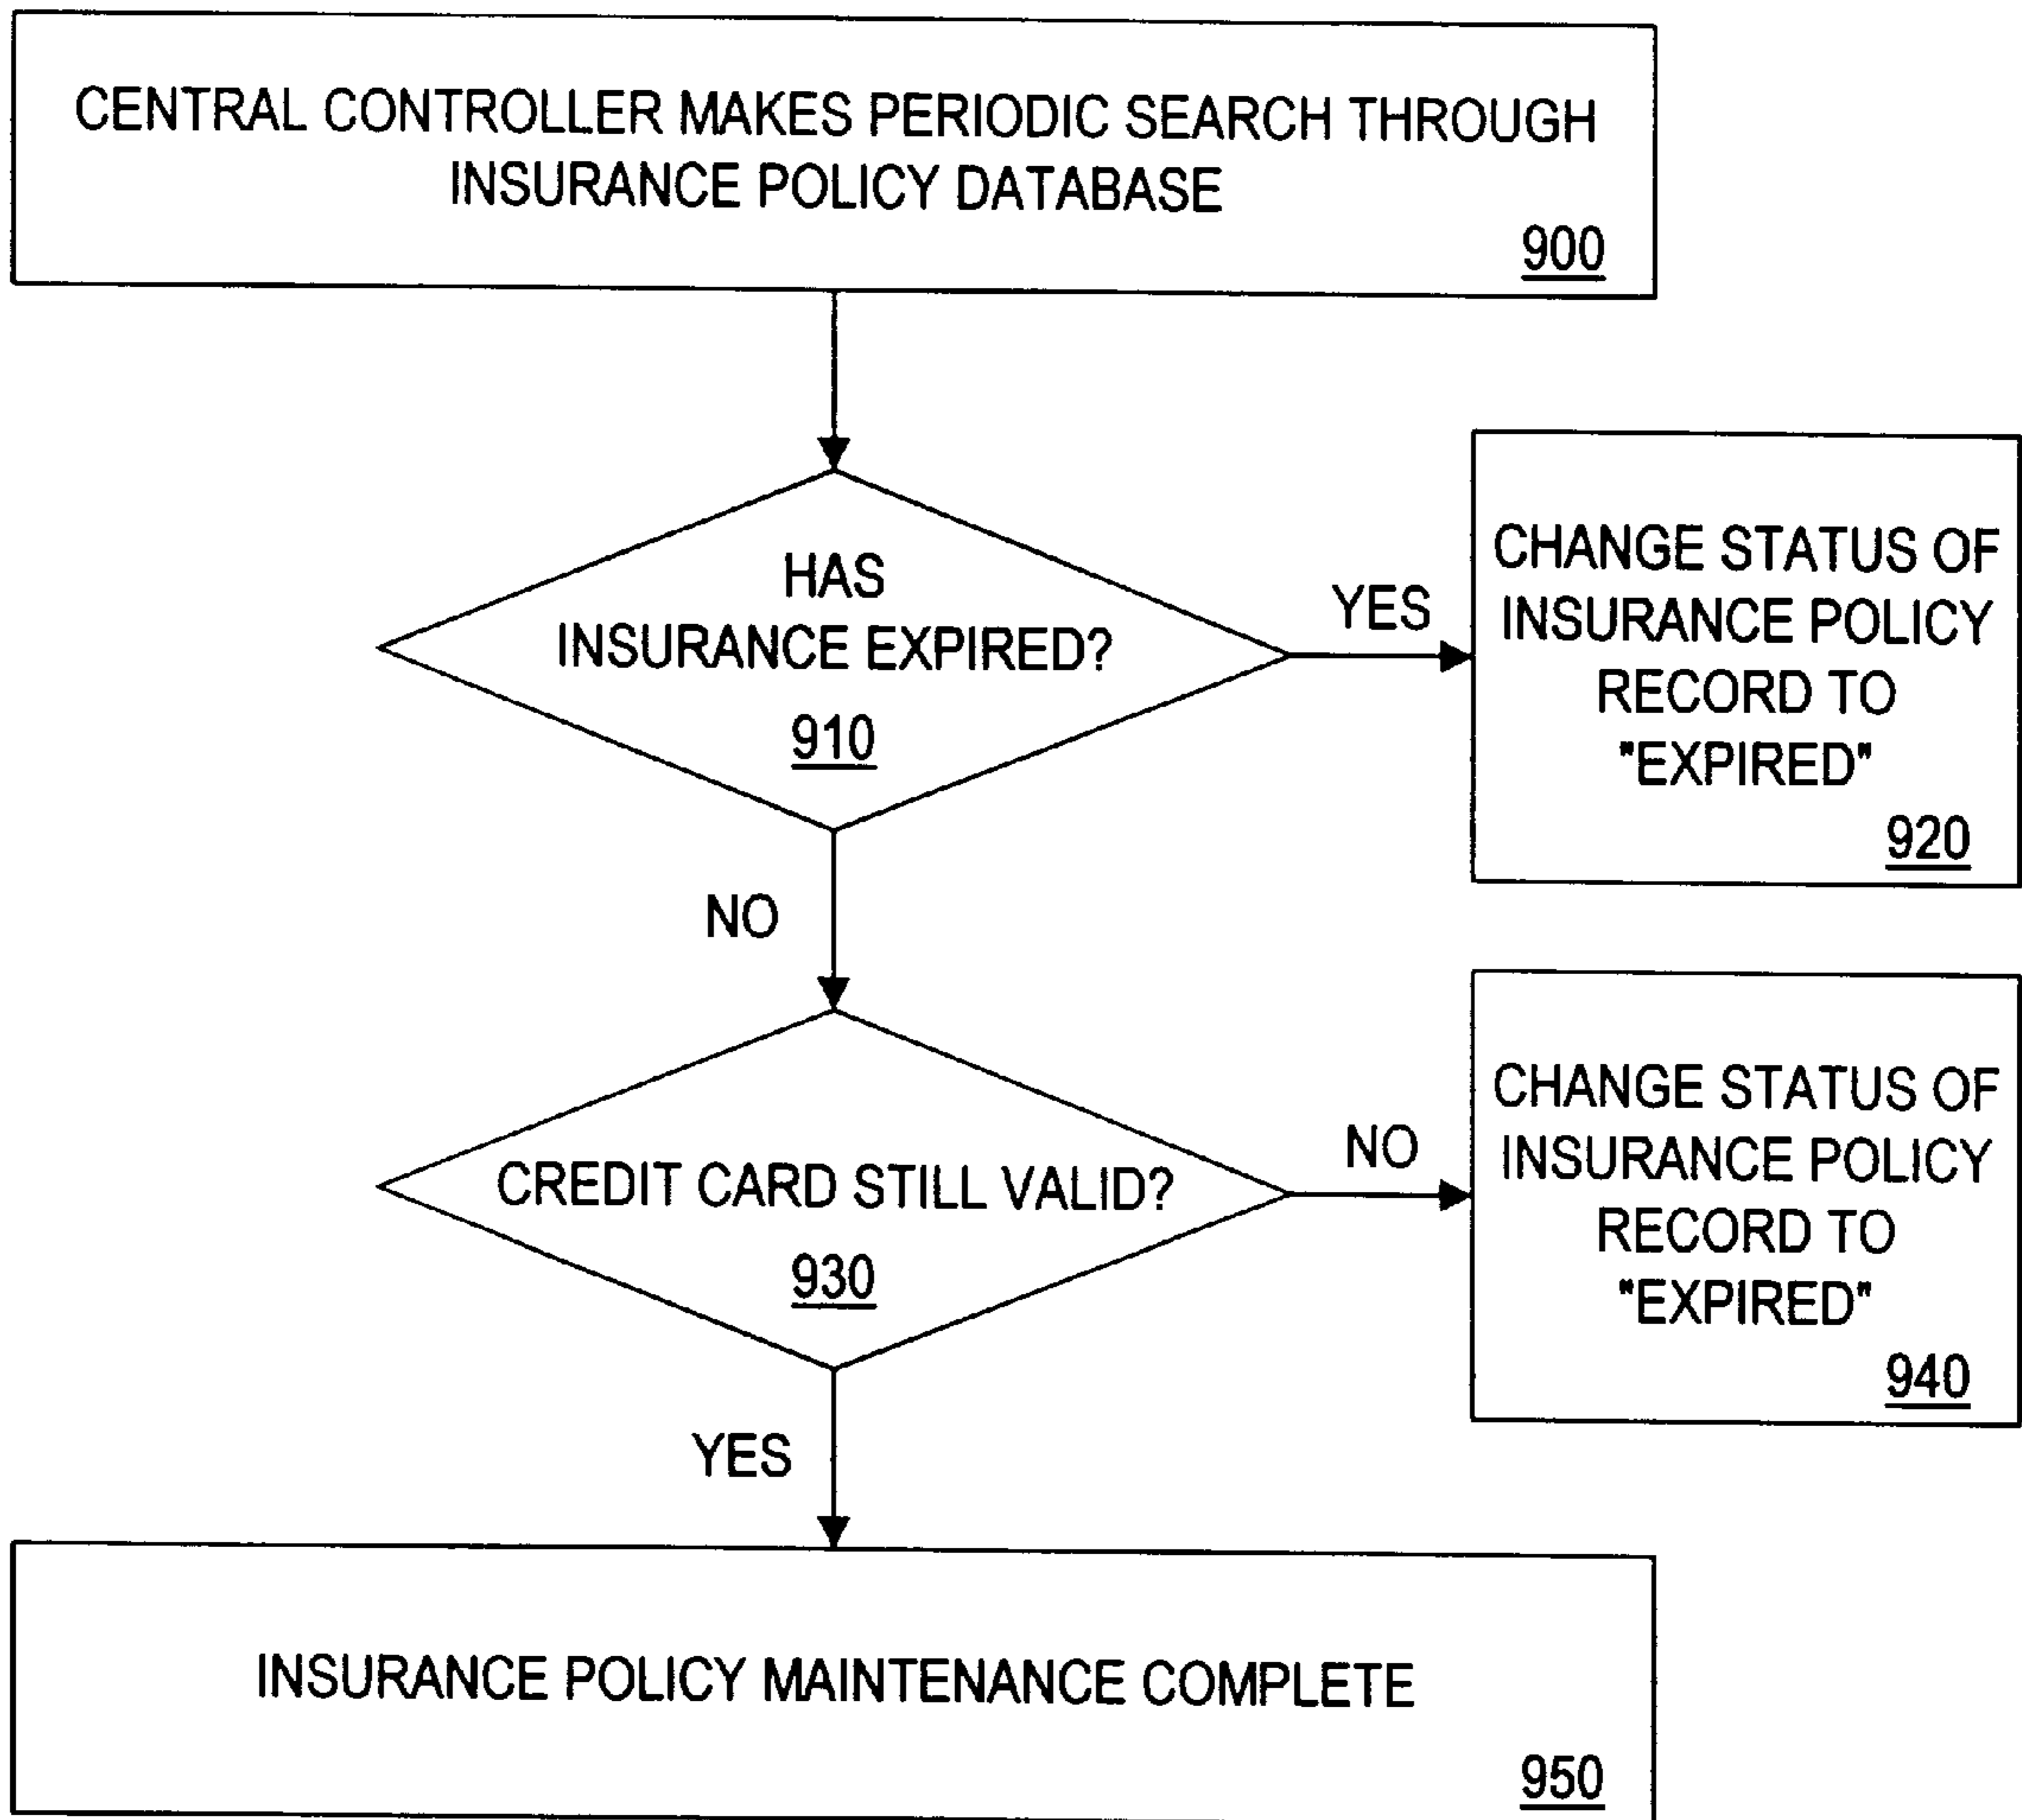 CENTRAL CONTROLLER MAKES PERIODIC SEARCH THROUGH
INSURANCE POLICY DATABASE
900
HAS
INSURANCE EXPIRED?
910
YES
CHANGE STATUS OF
INSURANCE POLICY
RECORD TO
"EXPIRED"
920
NO
CREDIT CARD STILL VALID?
930
NO
CHANGE STATUS OF
INSURANCE POLICY
RECORD TO
"EXPIRED"
940
YES
INSURANCE POLICY MAINTENANCE COMPLETE
950